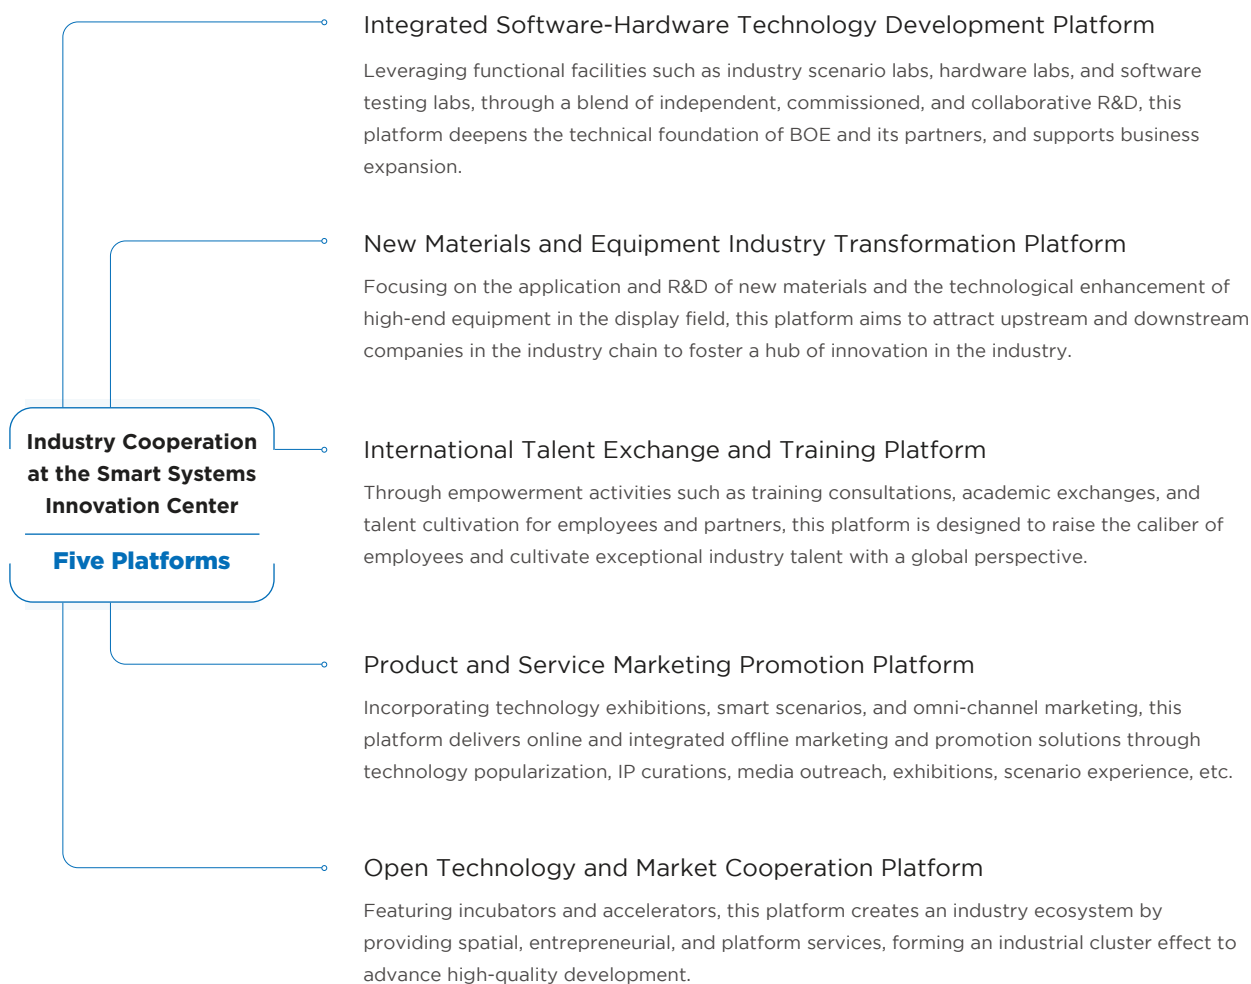 Integrated Software-Hardware Technology Development Platform
Leveraging functional facilities such as industry scenario labs, hardware labs, and software
testing labs, through a blend of independent, commissioned, and collaborative R&D, this
platform deepens the technical foundation of BOE and its partners, and supports business
expansion.
New Materials and Equipment Industry Transformation Platform
Focusing on the application and R&D of new materials and the technological enhancement of
high-end equipment in the display field, this platform aims to attract upstream and downstream
companies in the industry chain to foster a hub of innovation in the industry.
Industry Cooperation
at the Smart Systems
Innovation Center
Five Platforms
International Talent Exchange and Training Platform
Through empowerment activities such as training consultations, academic exchanges, and
talent cultivation for employees and partners, this platform is designed to raise the caliber of
employees and cultivate exceptional industry talent with a global perspective.
Product and Service Marketing Promotion Platform
Incorporating technology exhibitions, smart scenarios, and omni-channel marketing, this
platform delivers online and integrated offline marketing and promotion solutions through
technology popularization, IP curations, media outreach, exhibitions, scenario experience, etc.
Open Technology and Market Cooperation Platform
Featuring incubators and accelerators, this platform creates an industry ecosystem by
providing spatial, entrepreneurial, and platform services, forming an industrial cluster effect to
advance high-quality development.